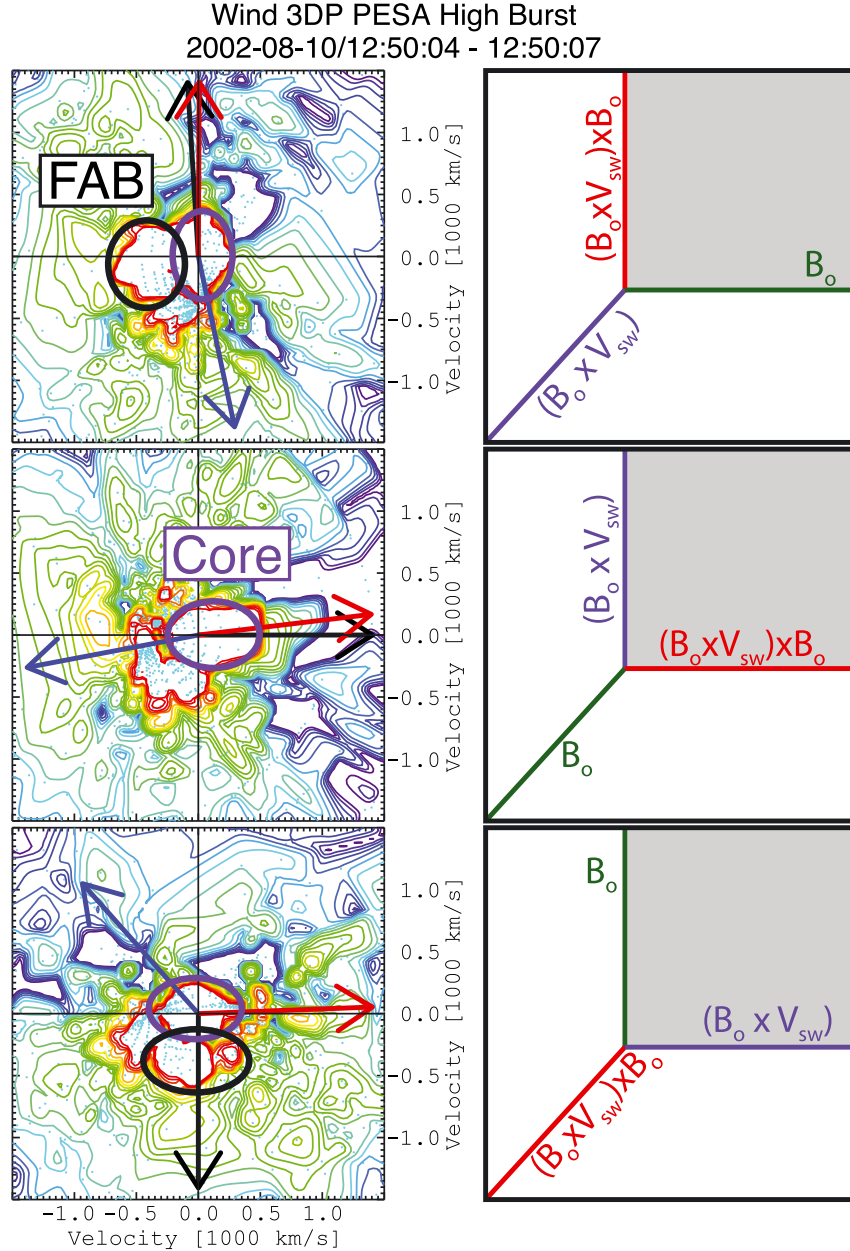 Wind 3DP PESA High Burst
2002-08-10/12:50:04 - 12:50:07
FAB
1.0
0.5
0.0
-0.5
-1.0
Velocity [1000 km/s]
(BoxVsw)xBo
Bo
(Bo x Vsw)
Core
1.0
0.5
0.0
-0.5
-1.0
Velocity [1000 km/s]
(Bo x Vsw)
(BoxVsw)xBo
Bo
1.0
0.5
0.0
-0.5
-1.0
Velocity [1000 km/s]
Bo
(Bo x Vsw)
(BoxVsw)xBo
-1.0 -0.5 0.0 0.5 1.0
Velocity [1000 km/s]